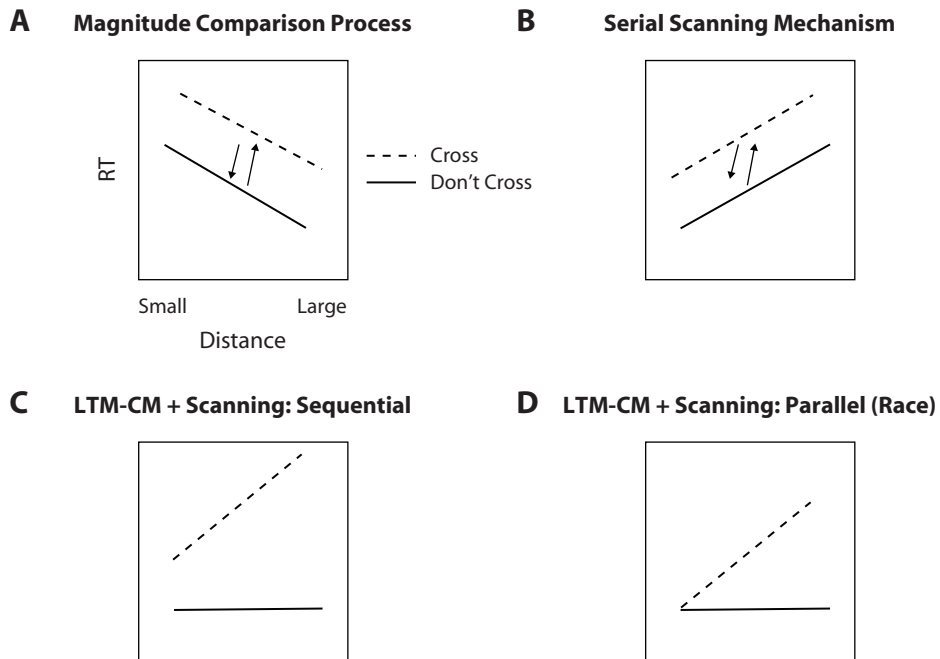 A Magnitude Comparison Process
B Serial Scanning Mechanism
RT
Cross
Don't Cross
Small Large
Distance
C LTM-CM + Scanning: Sequential
D LTM-CM + Scanning: Parallel (Race)